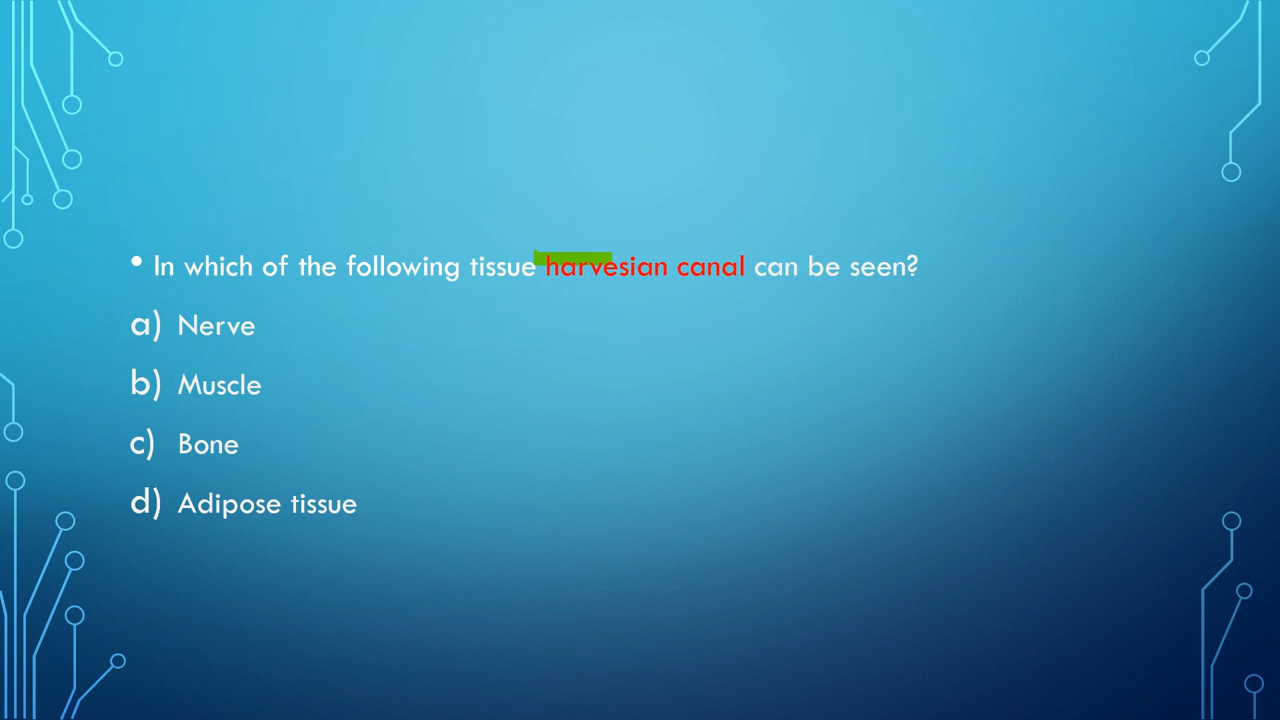 • In which of the following tissue harvesian canal can be seen?
a) Nerve
b) Muscle
c) Bone
d) Adipose tissue